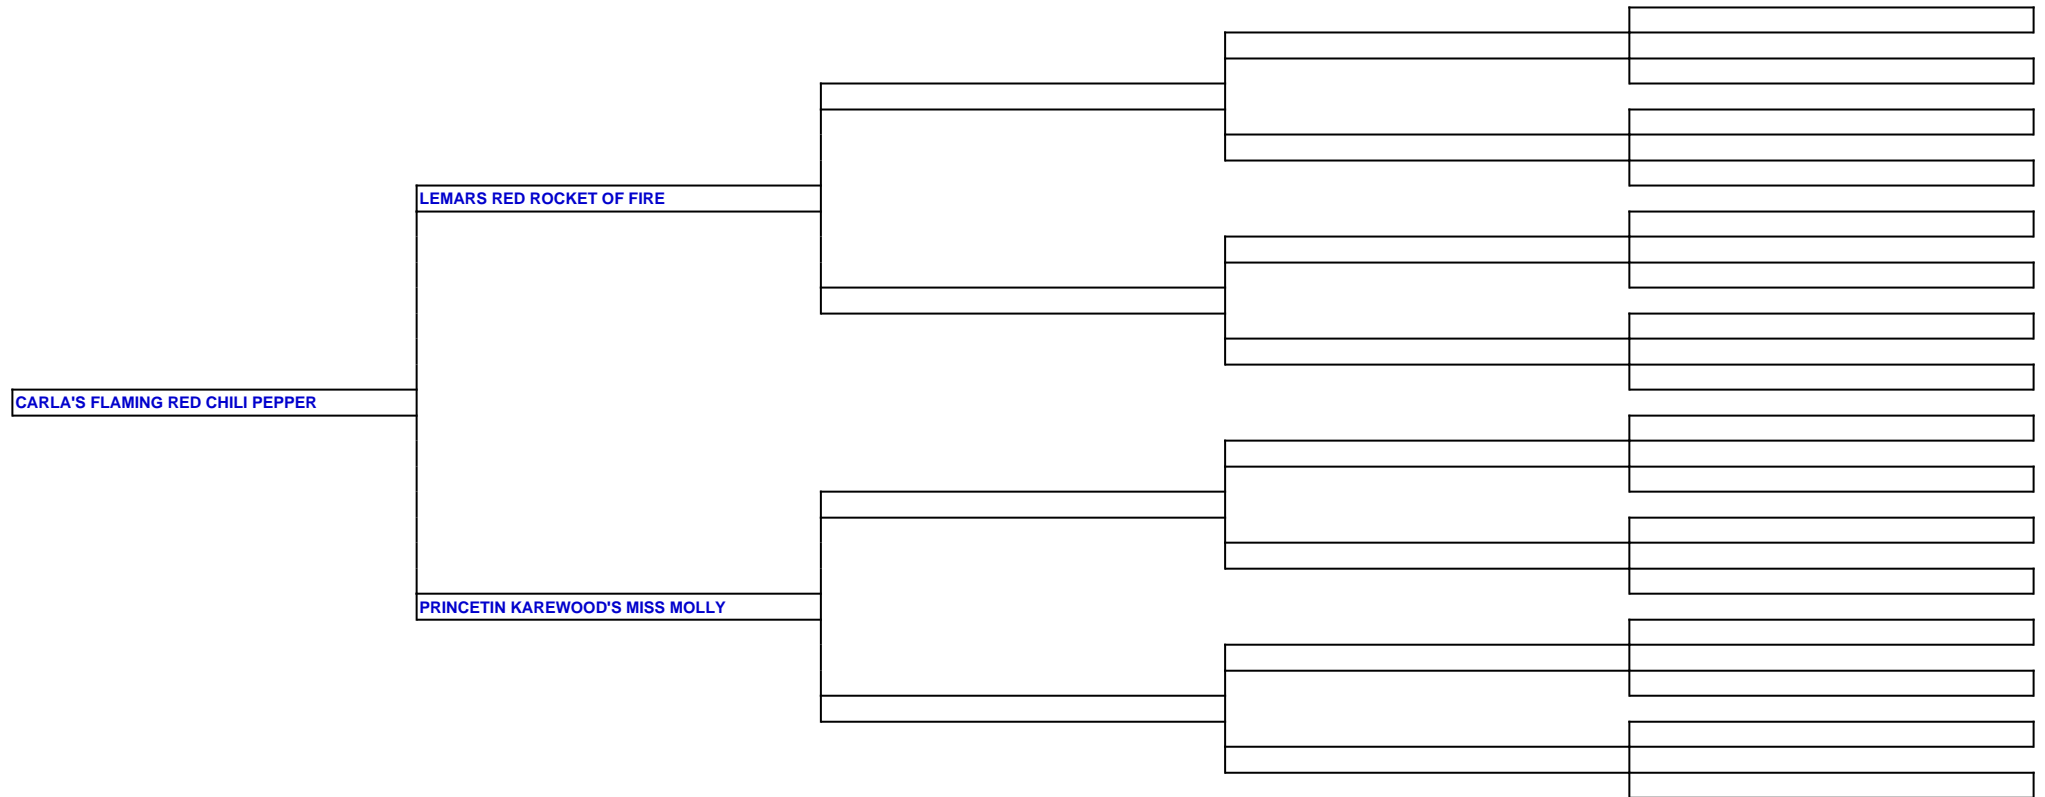 LEMARS RED ROCKET OF FIRE
CARLA'S FLAMING RED CHILI PEPPER
PRINCETIN KAREWOOD'S MISS MOLLY